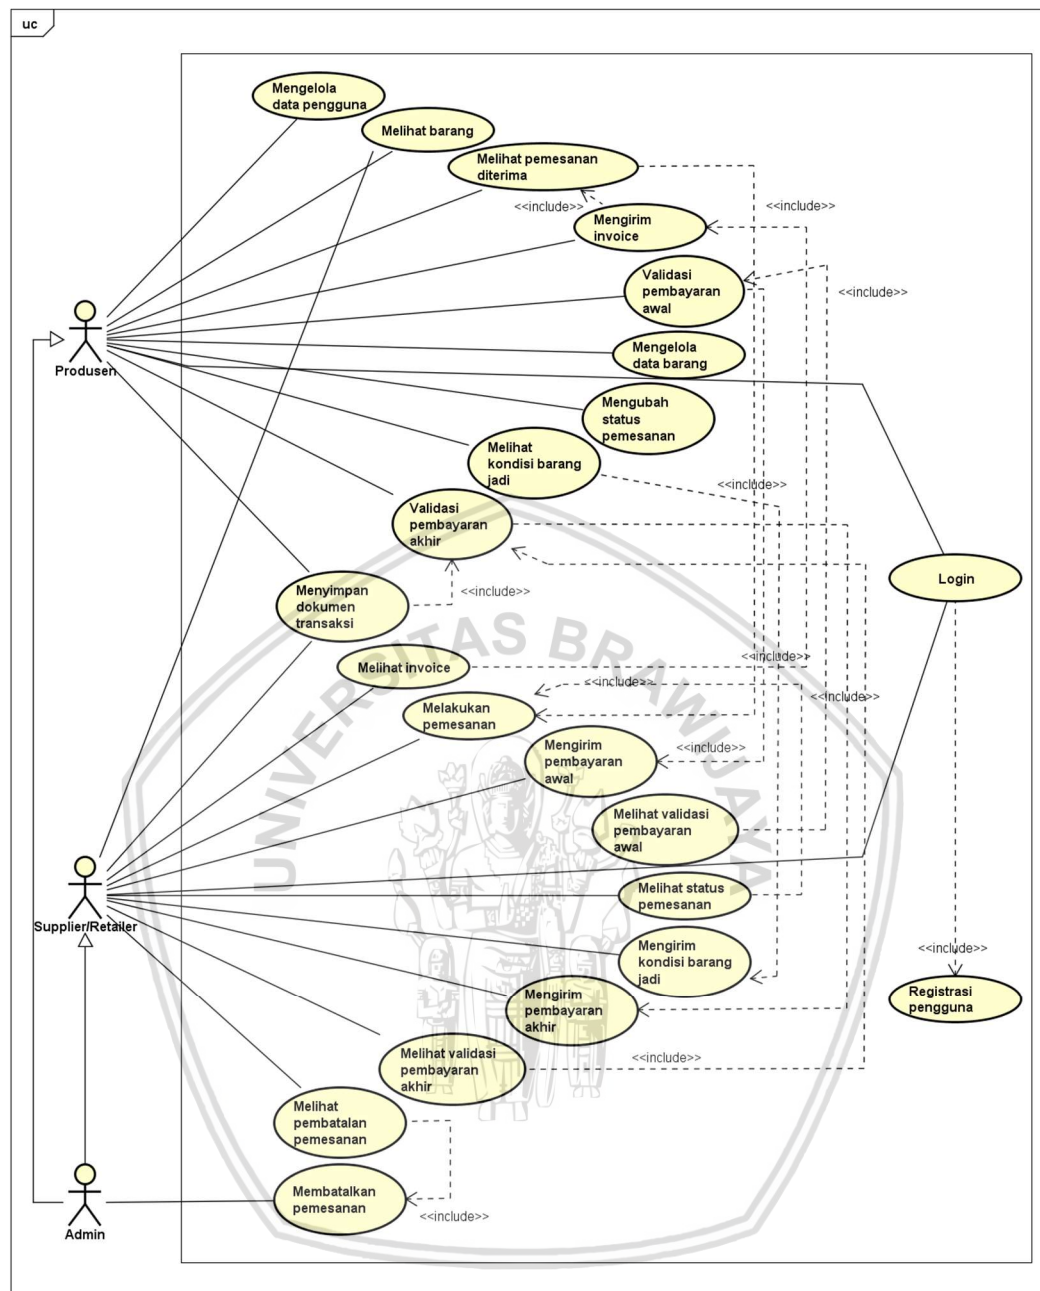 uc
Mengelola
data pengguna
Melihat barang
Melihat pemesanan
diterima
<<include>>
<<include>>
Mengirim
invoice
Validasi
pembayaran
awal
<<include>>
Produsen
Mengelola
data barang
Mengubah
status
pemesanan
Melihat
kondisi barang
jadi
<<include>>
Validasi
pembayaran
akhir
Login
Menyimpan
dokumen
transaksi
<<include>>
UNIVERSITAS BRAWIJAYA
Melihat invoice
<<include>>
<<include>>
<<include>>
Melakukan
pemesanan
Mengirim
pembayaran
awal
<<include>>
Melihat validasi
pembayaran
awal
Supplier/Retailer
Melihat status
pemesanan
Mengirim
kondisi barang
jadi
<<include>>
Registrasi
pengguna
Mengirim
pembayaran
akhir
Melihat validasi
pembayaran
akhir
<<include>>
Melihat
pembatalan
pemesanan
Membatalkan
pemesanan
<<include>>
Admin